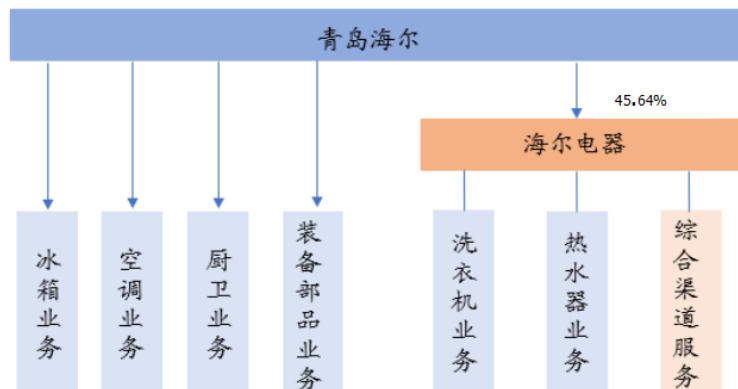 青岛海尔
45.64%
海尔电器
冰箱业务
空调业务
厨卫业务
装备部品业务
洗衣机业务
热水器业务
综合渠道服务